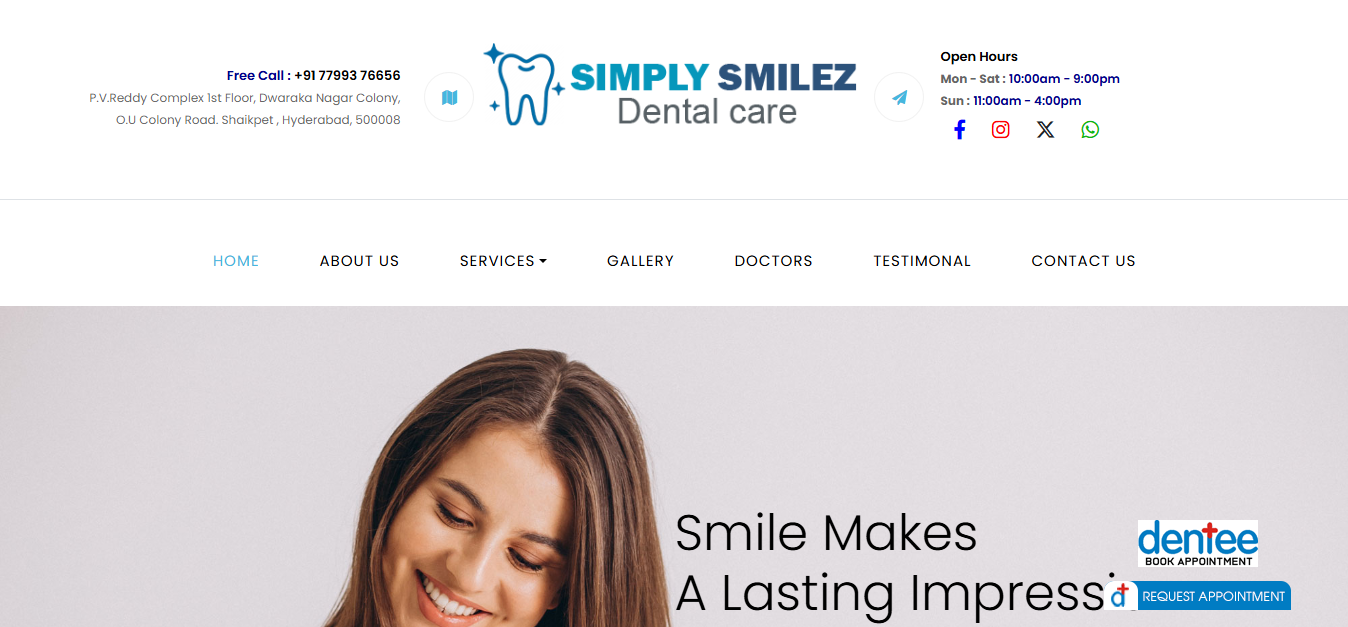 Free Call : +91 77993 76656
P.V.Reddy Complex 1st Floor, Dwaraka Nagar Colony,
O.U Colony Road. Shaikpet , Hyderabad, 500008
SIMPLY SMILEZ
Dental care
Open Hours
Mon - Sat : 10:00am - 9:00pm
Sun : 11:00am - 4:00pm
HOME ABOUT US SERVICES GALLERY DOCTORS TESTIMONAL CONTACT US
Smile Makes
A Lasting
dentee
BOOK APPOINTMENT
REQUEST APPOINTMENT